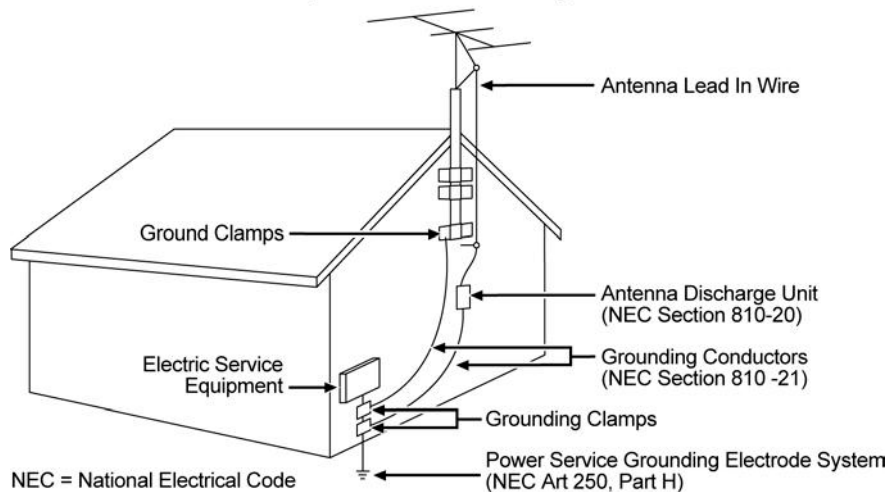 Antenna Lead In Wire
Ground Clamps
Antenna Discharge Unit
(NEC Section 810-20)
Electric Service
Equipment
Grounding Conductors
(NEC Section 810 -21)
Grounding Clamps
Power Service Grounding Electrode System
(NEC Art 250, Part H)
NEC = National Electrical Code